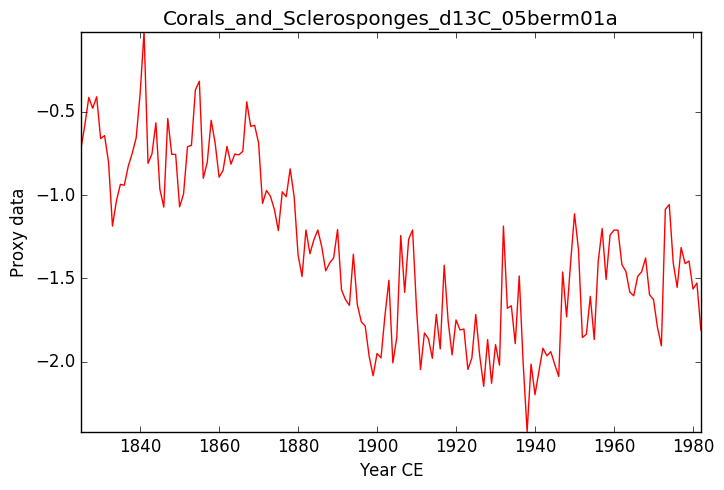 Corals_and_Sclerosponges_d13C_05berm01a
Proxy data
−0.5
−1.0
−1.5
−2.0
1840 1860 1880 1900 1920 1940 1960 1980
Year CE